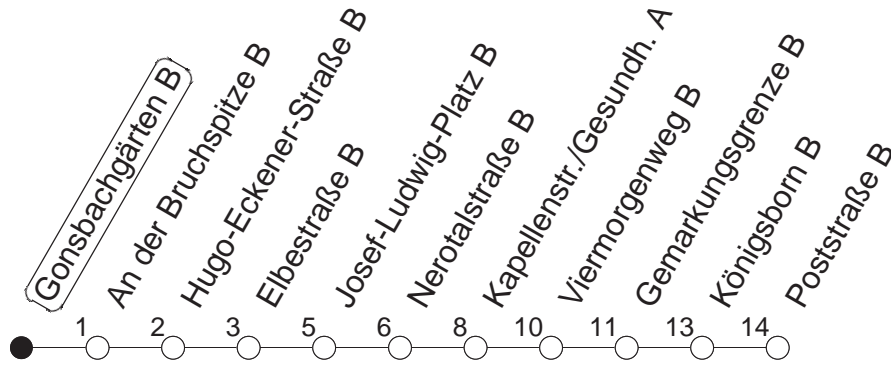 Gonsbachgärten B
An der Bruchspitze B
Hugo-Eckener-Straße B
Elbestraße B
Josef-Ludwig-Platz B
Nerotalstraße B
Kapellenstr./Gesundh. A
Viermorgenweg B
Gemarkungsgrenze B
Königsborn B
Poststraße B
1 2 3 5 6 8 10 11 13 14